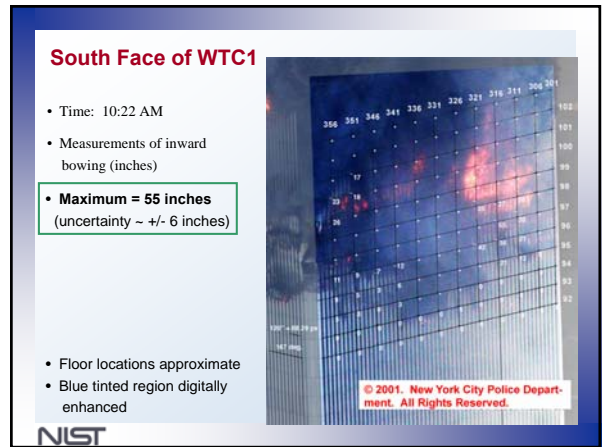 South Face of WTC1
• Time: 10:22 AM
• Measurements of inward
bowing (inches)
• Maximum = 55 inches
(uncertainty ~ +/- 6 inches)
• Floor locations approximate
• Blue tinted region digitally
enhanced
356 351 346 341 336 331 326 321 316 311 306 301
102
101
100
99
98
97
96
95
94
93
92
© 2001. New York City Police Depart-
ment. All Rights Reserved.
NIST